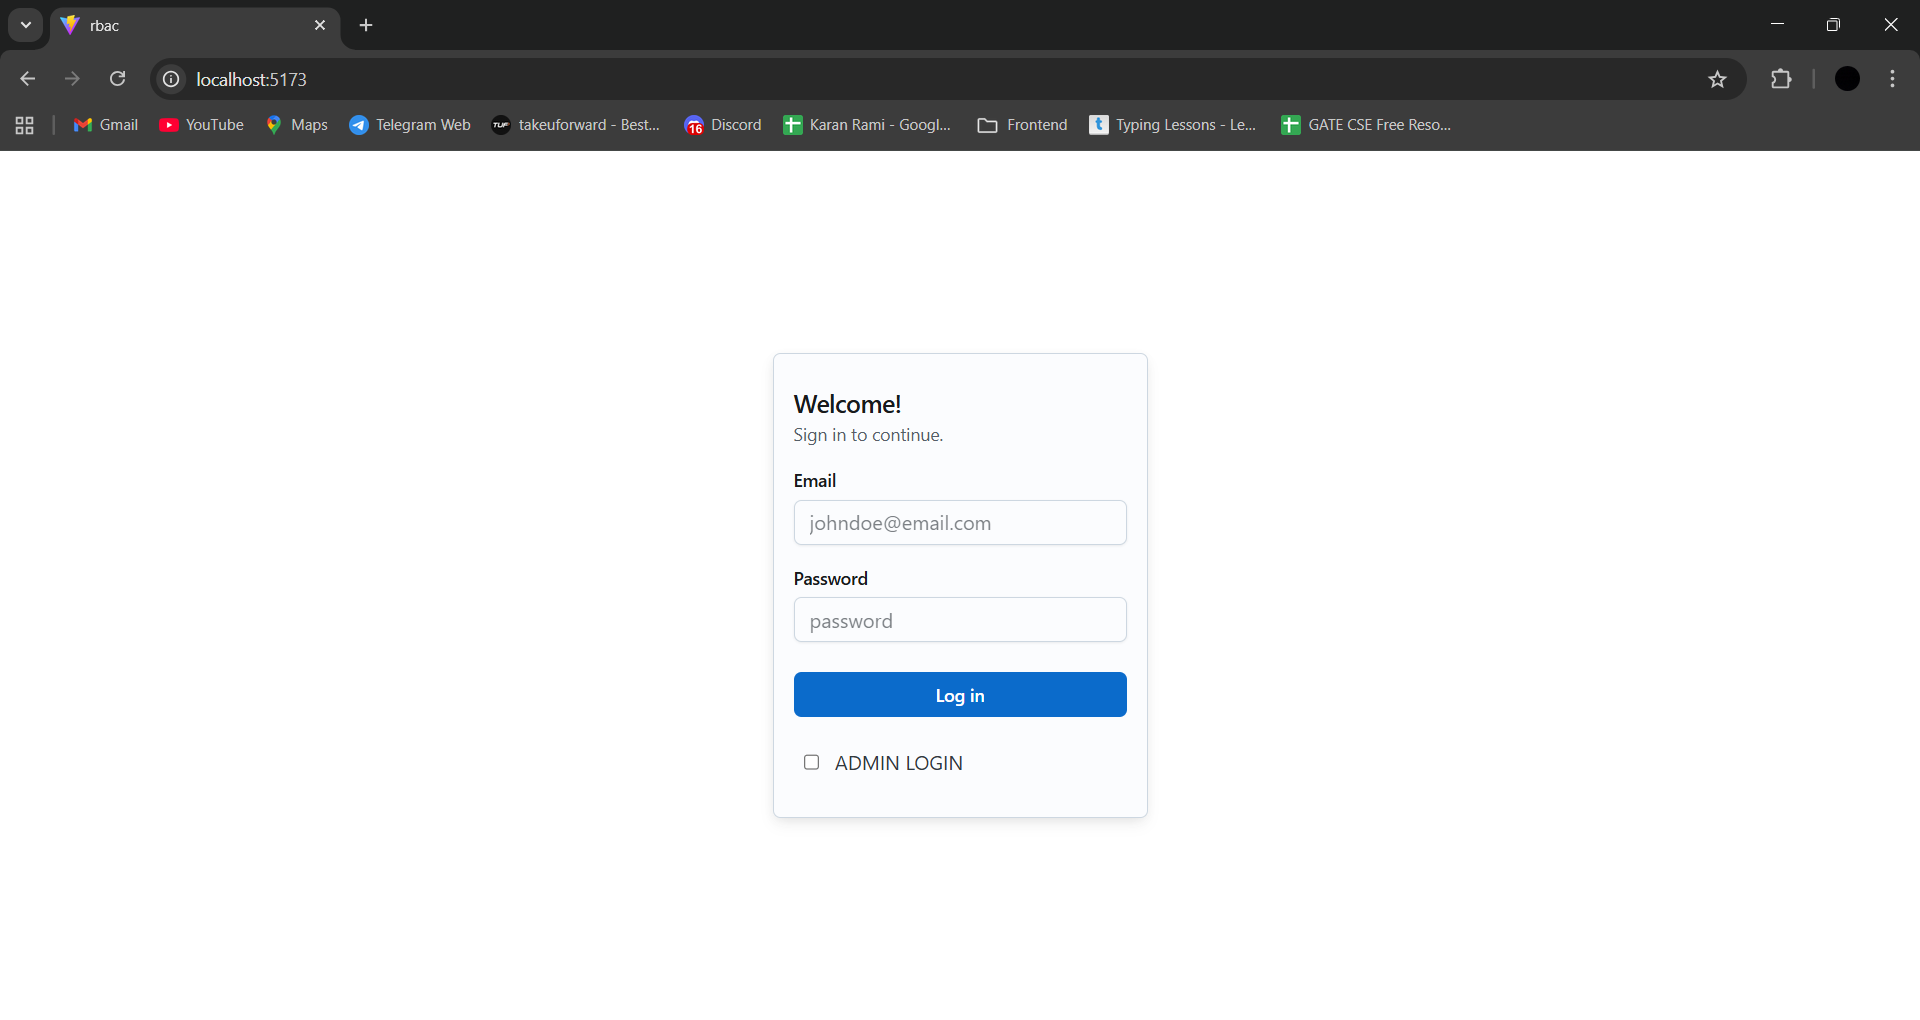 rbac
localhost:5173
Gmail YouTube Maps Telegram Web TUF takeuforward - Best... 16 Discord Karan Rami - Googl... Frontend t Typing Lessons - Le... GATE CSE Free Reso...
Welcome!
Sign in to continue.
Email
johndoe@email.com
Password
password
Log in
ADMIN LOGIN